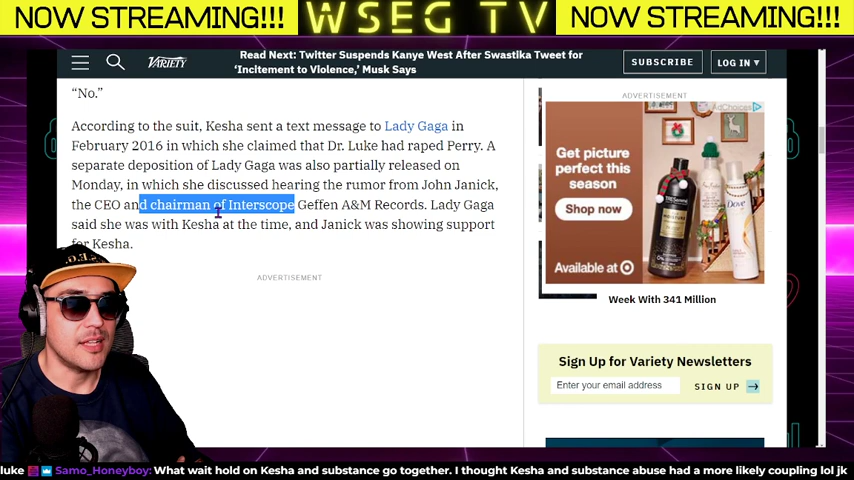 NOW STREAMING!!! WSEG TV NOW STREAMING!!!
VARIETY
Read Next: Twitter Suspends Kanye West After Swastika Tweet for
‘Incitement to Violence,’ Musk Says
SUBSCRIBE
LOG IN ▾
“No.”
According to the suit, Kesha sent a text message to Lady Gaga in
February 2016 in which she claimed that Dr. Luke had raped Perry. A
separate deposition of Lady Gaga was also partially released on
Monday, in which she discussed hearing the rumor from John Janick,
the CEO and chairman of Interscope Geffen A&M Records. Lady Gaga
said she was with Kesha at the time, and Janick was showing support
for Kesha.
ADVERTISEMENT
ADVERTISEMENT
AdChoices
Get picture
perfect this
season
Shop now
Available at
TRESemmé
Dove
Week With 341 Million
Sign Up for Variety Newsletters
Enter your email address
SIGN UP →
luke Samo_Honeyboy: What wait hold on Kesha and substance go together. I thought Kesha and substance abuse had a more likely coupling lol jk